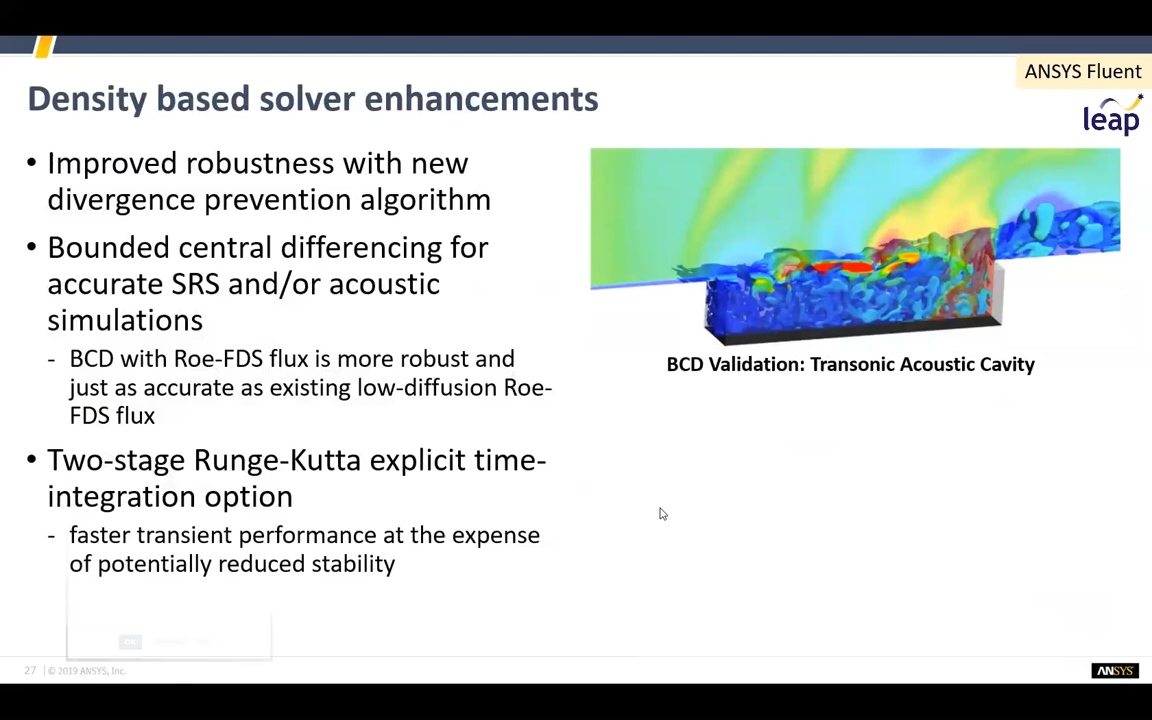 ANSYS Fluent
leap
Density based solver enhancements
• Improved robustness with new
divergence prevention algorithm
• Bounded central differencing for
accurate SRS and/or acoustic
simulations
- BCD with Roe-FDS flux is more robust and
just as accurate as existing low-diffusion Roe-
FDS flux
• Two-stage Runge-Kutta explicit time-
integration option
- faster transient performance at the expense
of potentially reduced stability
BCD Validation: Transonic Acoustic Cavity
27 © 2019 ANSYS, Inc.
ANSYS